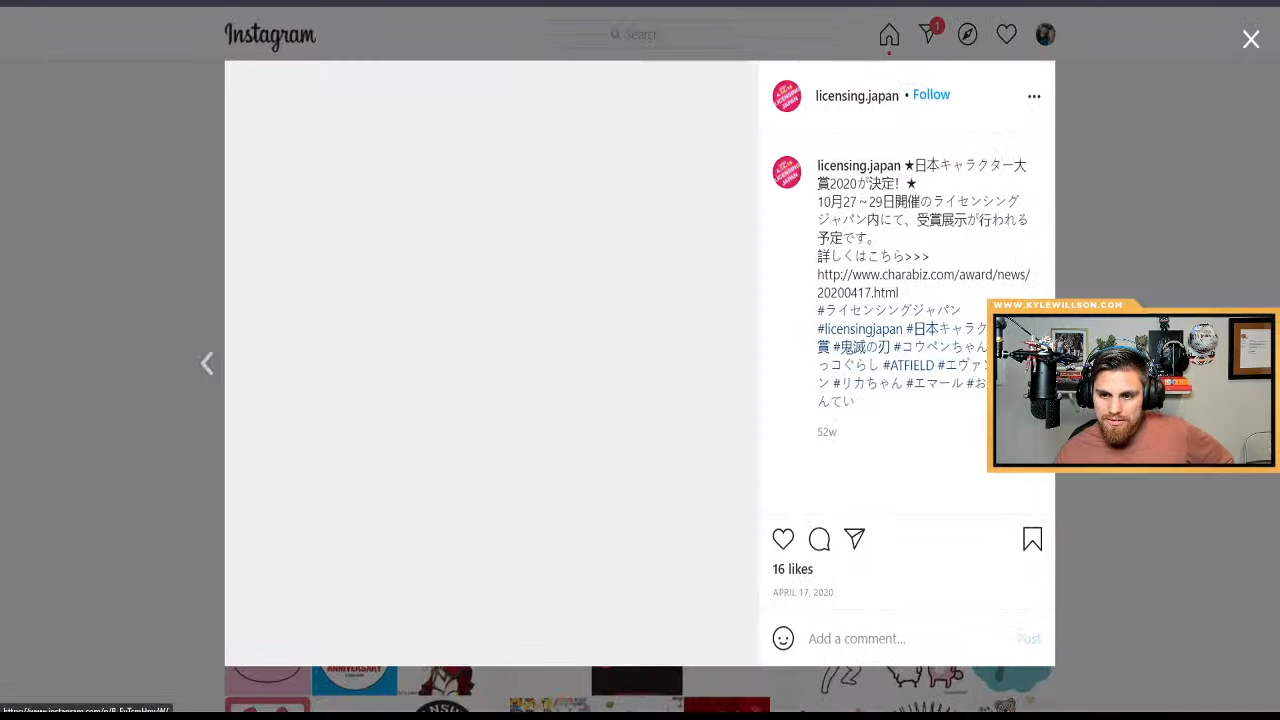 Instagram
Search
1
licensing.japan • Follow
licensing.japan ★日本キャラクター大
賞2020が決定! ★
10月27～29日開催のライセンシング
ジャパン内にて、受賞展示が行われる
予定です。
詳しくはこちら>>>
http://www.charabiz.com/award/news/
20200417.html
#ライセンシングジャパン
#licensingjapan #日本キャラク
賞 #鬼滅の刃 #コウペンちゃん
っコぐらし #ATFIELD #エヴァン
ン #リカちゃん #エマール #お
んてい
52w
WWW.KYLEWILLSON.COM
16 likes
APRIL 17, 2020
Add a comment...
Post
ANNIVERSARY